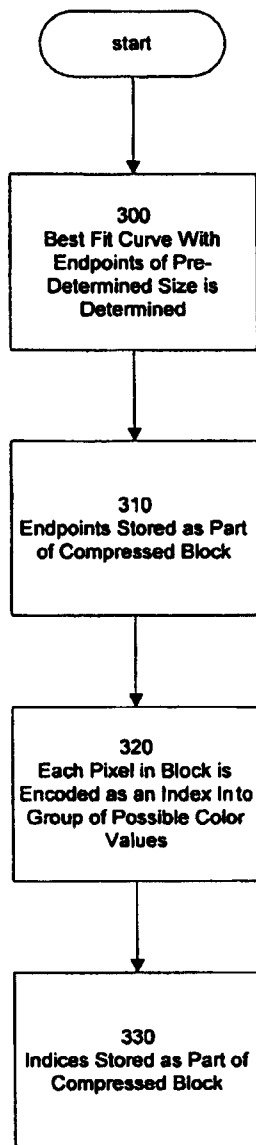 start
300
Best Fit Curve With
Endpoints of Pre-
Determined Size is
Determined
310
Endpoints Stored as Part
of Compressed Block
320
Each Pixel in Block is
Encoded as an Index Into
Group of Possible Color
Values
330
Indices Stored as Part of
Compressed Block